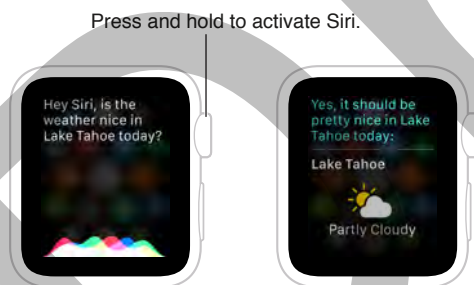 Press and hold to activate Siri.
Hey Siri, is the
weather nice in
Lake Tahoe today?
Yes, it should be
pretty nice in Lake
Tahoe today:
Lake Tahoe
Partly Cloudy